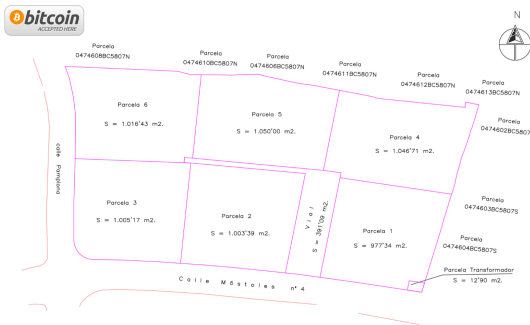 bitcoin
ACCEPTED HERE
N
Parcela
0474608BC5807N
Parcela
0474610BC5807N
Parcela
0474606BC5807N
Parcela
0474611BC5807N
Parcela
0474612BC5807N
Parcela
0474613BC5807N
Parcela
0474602BC5807N
Parcela 6
S = 1.016'43 m2.
Parcela 5
S = 1.050'00 m2.
Parcela 4
S = 1.046'71 m2.
calle Pamplona
Parcela 3
S = 1.005'17 m2.
Parcela 2
S = 1.003'39 m2.
Vial
Parcela 1
S = 977'34 m2.
Parcela
0474603BC5807S
Parcela
0474604BC5807S
Parcela Transformador
S = 12'90 m2.
Calle Móstoles nº 4